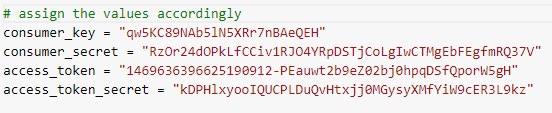 # assign the values accordingly
consumer_key = "qw5KC89NAb5lN5XRr7nBAeQEH"
consumer_secret = "RzOr24dOPkLfCCiv1RJO4YRpDSTjCoLgIwCTMgEbFEgfmRQ37V"
access_token = "1469636396625190912-PEauwt2b9eZ02bj0hpqDSfQporW5gH"
access_token_secret = "kDPHlxyooIQUCPLDuQvHtxjj0MGysyXMfYiW9cER3L9kz"